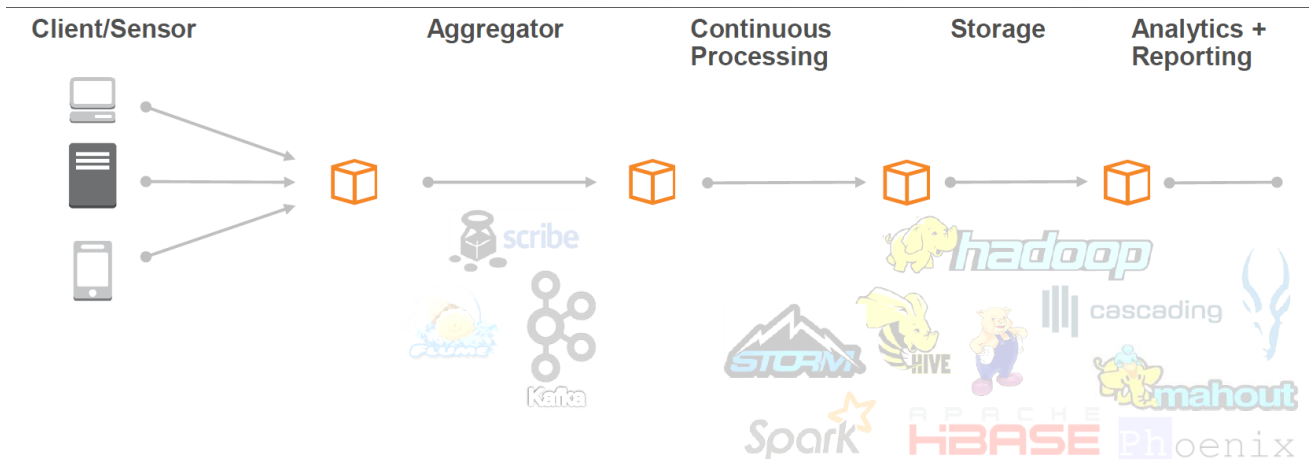 Client/Sensor
Aggregator
Continuous
Processing
Storage
Analytics +
Reporting
scribe
hadoop
cascading
FLUME
Kafka
STORM
HIVE
mahout
Spark
APACHE
HBASE
Phoenix